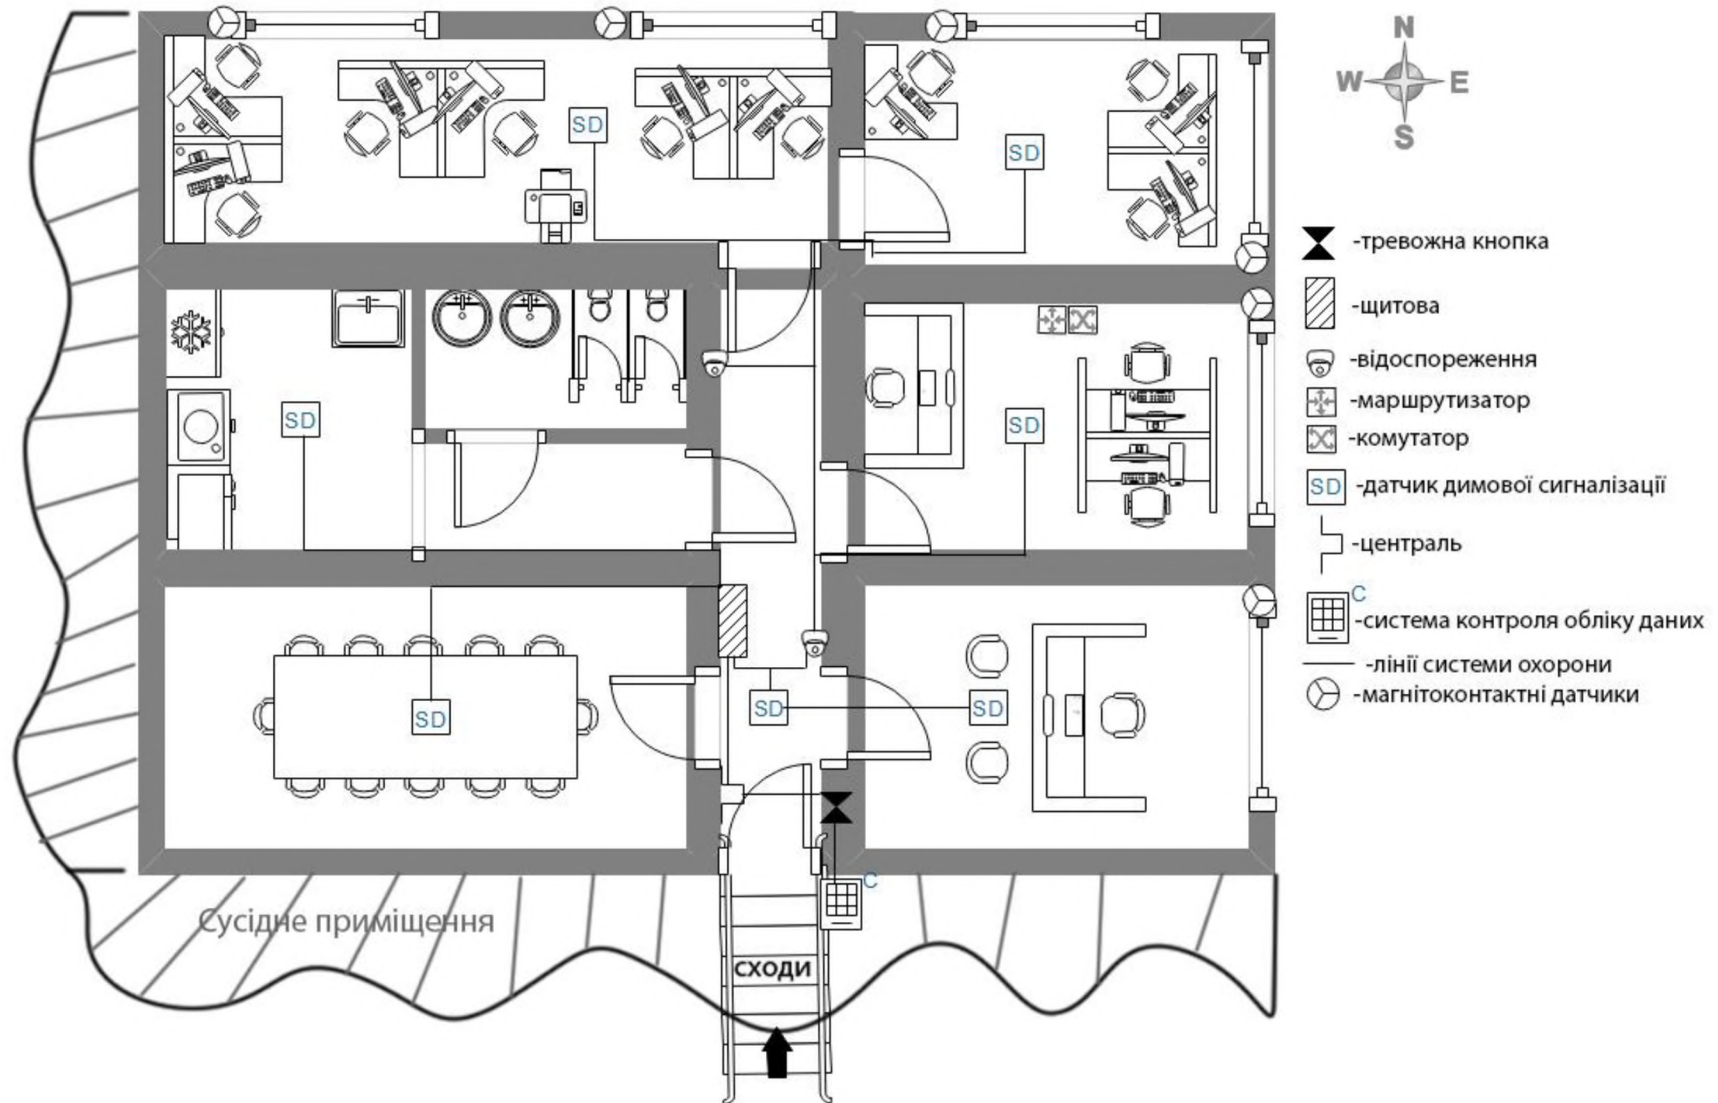 N
W E
S
SD
SD
SD
SD
SD
SD
SD
C
Сусідне приміщення
СХОДИ
-тревожна кнопка
-щитова
-відоспореження
-маршрутизатор
-комутатор
SD -датчик димової сигналізації
-централь
C
-система контроля обліку даних
-лінії системи охорони
-магнітоконтактні датчики